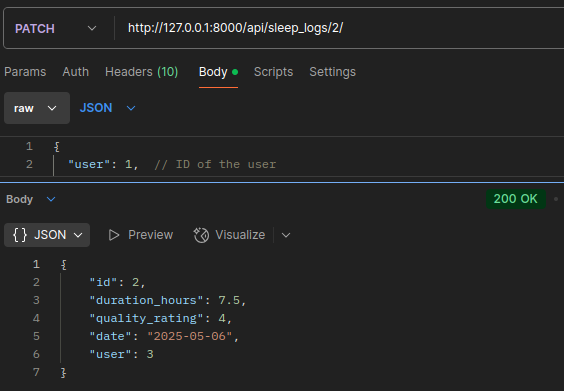 PATCH http://127.0.0.1:8000/api/sleep_logs/2/
Params Auth Headers (10) Body Scripts Settings
raw JSON
1 {
2 "user": 1, // ID of the user
Body 200 OK
{} JSON Preview Visualize
1 {
2 "id": 2,
3 "duration_hours": 7.5,
4 "quality_rating": 4,
5 "date": "2025-05-06",
6 "user": 3
7 }